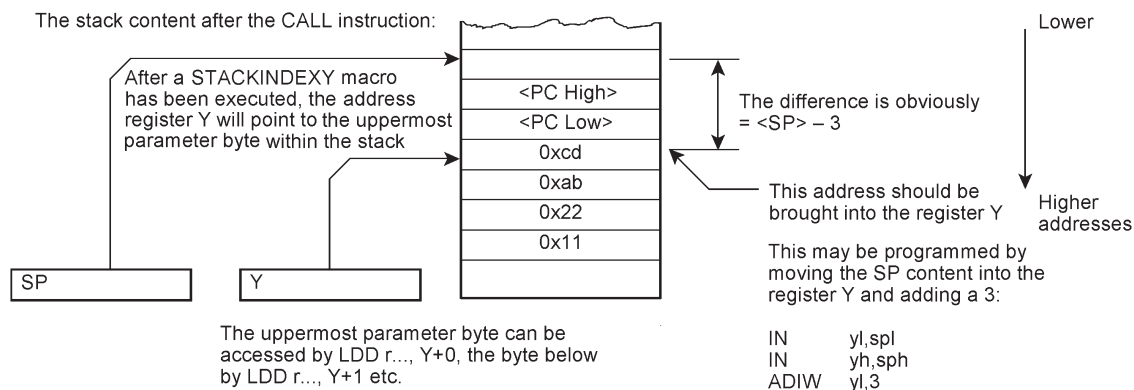 The stack content after the CALL instruction:
After a STACKINDEXY macro
has been executed, the address
register Y will point to the uppermost
parameter byte within the stack
SP
Y
<PC High>
<PC Low>
0xcd
0xab
0x22
0x11
The difference is obviously
= <SP> – 3
Lower
Higher
addresses
This address should be
brought into the register Y
This may be programmed by
moving the SP content into the
register Y and adding a 3:
IN yl,spl
IN yh,sph
ADIW yl,3
The uppermost parameter byte can be
accessed by LDD r..., Y+0, the byte below
by LDD r..., Y+1 etc.